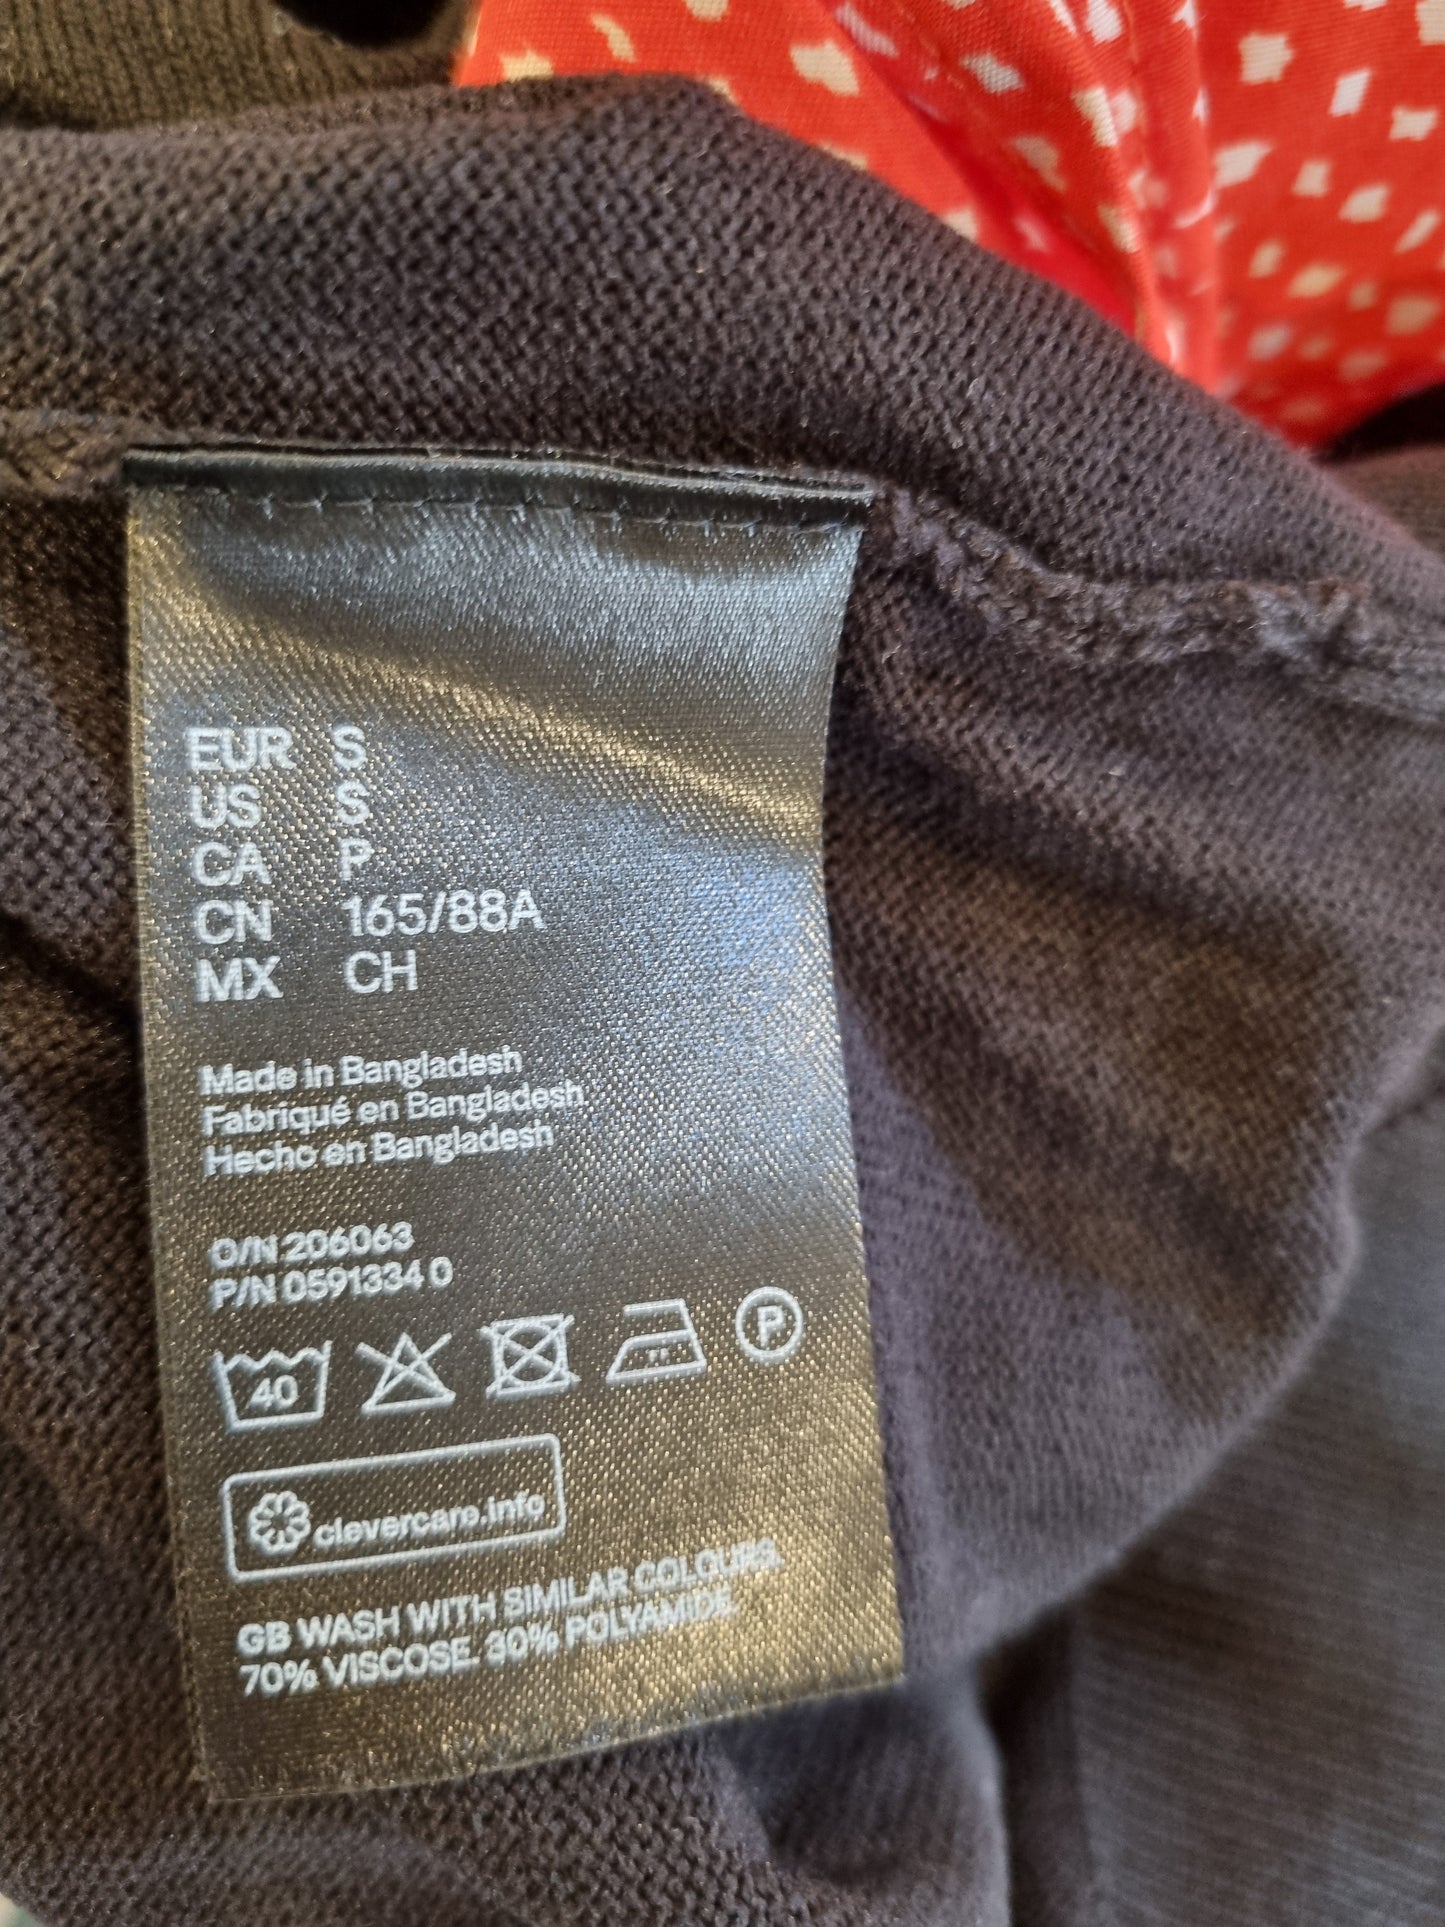 EUR S
US S
CA P
CN 165/88A
MX CH
Made in Bangladesh
Fabriqué en Bangladesh
Hecho en Bangladesh
O/N 206063
P/N 0591334 0
40
P
clevercare.info
GB WASH WITH SIMILAR COLOURS.
70% VISCOSE. 30% POLYAMIDE